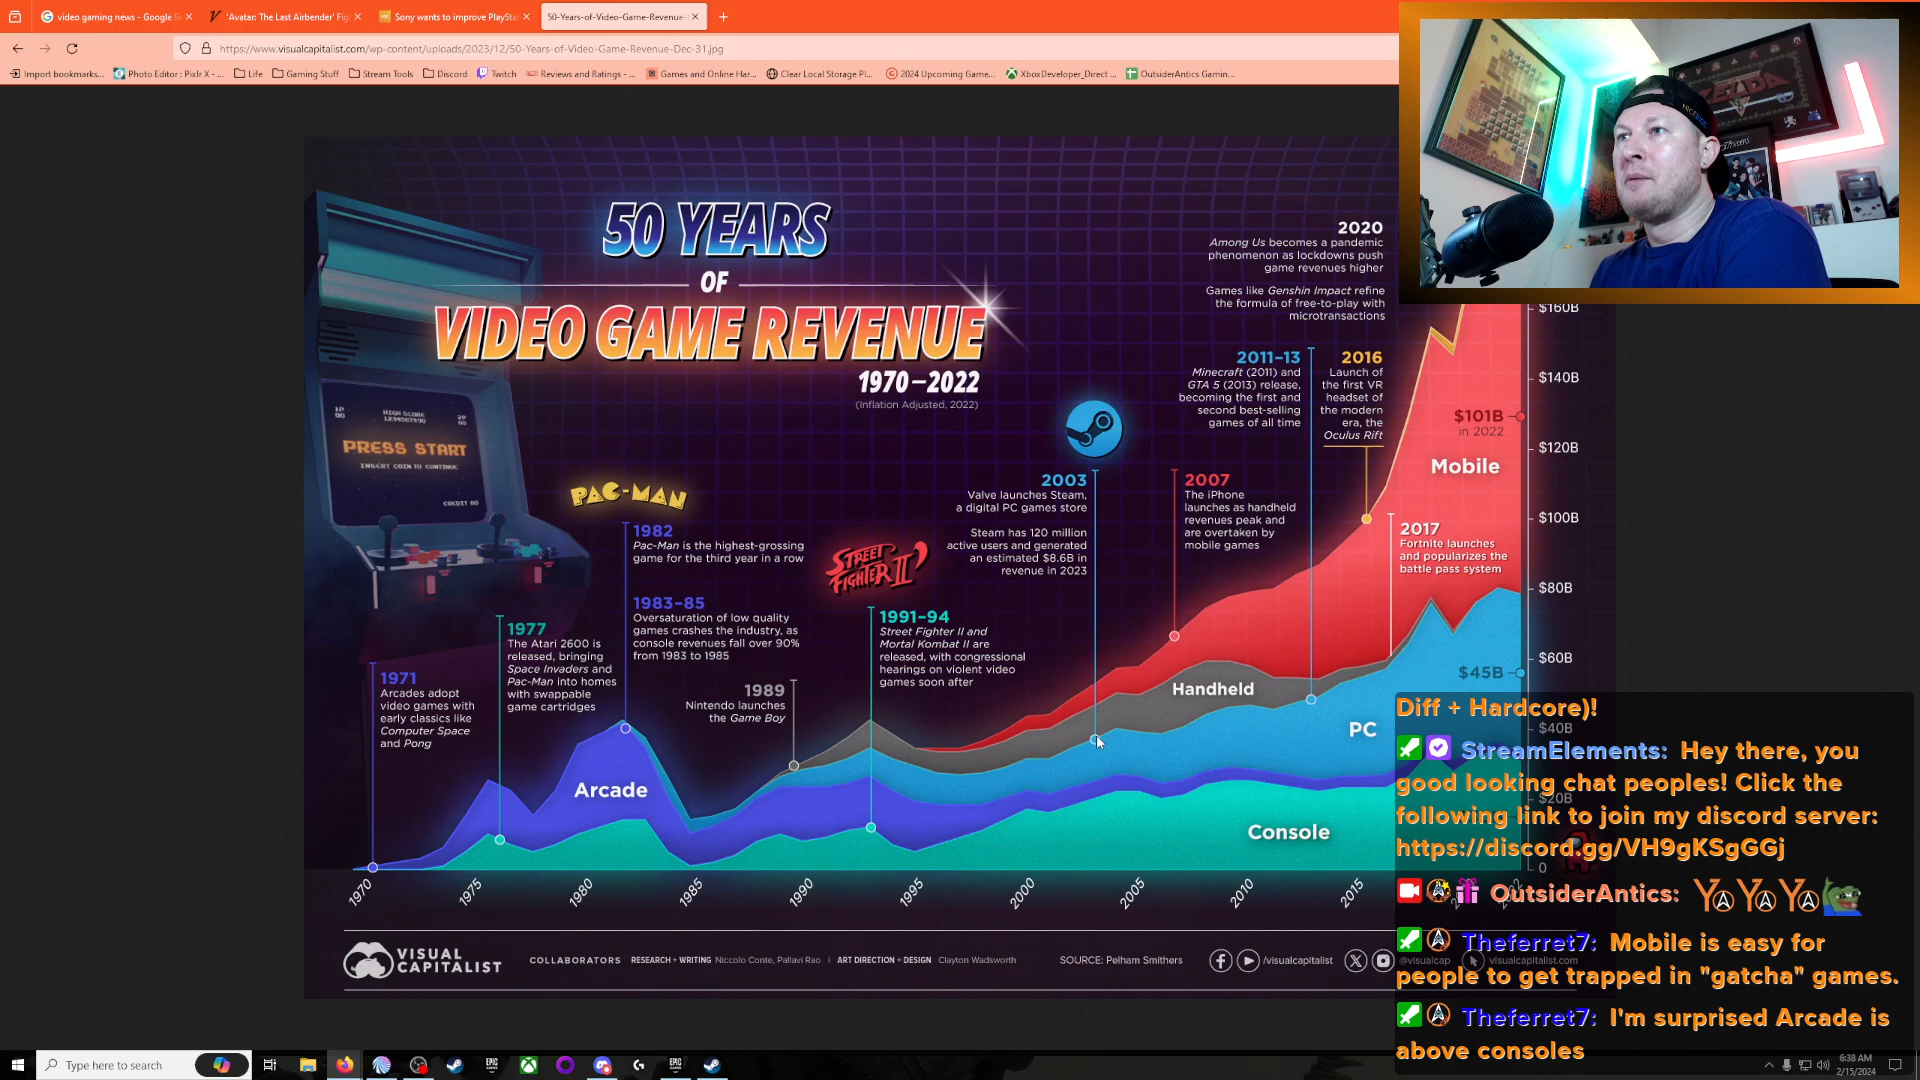 video gaming news - Google Se
'Avatar: The Last Airbender' Fig
Sony wants to improve PlaySta
50-Years-of-Video-Game-Revenue-
https://www.visualcapitalist.com/wp-content/uploads/2023/12/50-Years-of-Video-Game-Revenue-Dec-31.jpg
Import bookmarks...
Photo Editor : Pixlr X - ...
Life
Gaming Stuff
Stream Tools
Discord
Twitch
Reviews and Ratings - ...
Games and Online Har...
Clear Local Storage Pl...
2024 Upcoming Game...
XboxDeveloper_Direct ...
OutsiderAntics Gamin...
50 YEARS
OF
VIDEO GAME REVENUE
1970–2022
(Inflation Adjusted, 2022)
1P
00
HIGH SCORE
1234567890
2P
00
PRESS START
INSERT COIN TO CONTINUE
CREDIT 00
PAC-MAN
STREET
FIGHTER II'
1971
Arcades adopt
video games with
early classics like
Computer Space
and Pong
1977
The Atari 2600 is
released, bringing
Space Invaders and
Pac-Man into homes
with swappable
game cartridges
1982
Pac-Man is the highest-grossing
game for the third year in a row
1983–85
Oversaturation of low quality
games crashes the industry, as
console revenues fall over 90%
from 1983 to 1985
1989
Nintendo launches
the Game Boy
1991–94
Street Fighter II and
Mortal Kombat II are
released, with congressional
hearings on violent video
games soon after
2003
Valve launches Steam,
a digital PC games store
Steam has 120 million
active users and generated
an estimated $8.6B in
revenue in 2023
2007
The iPhone
launches as handheld
revenues peak and
are overtaken by
mobile games
2011–13
Minecraft (2011) and
GTA 5 (2013) release,
becoming the first and
second best-selling
games of all time
2016
Launch of
the first VR
headset of
the modern
era, the
Oculus Rift
2017
Fortnite launches
and popularizes the
battle pass system
2020
Among Us becomes a pandemic
phenomenon as lockdowns push
game revenues higher
Games like Genshin Impact refine
the formula of free-to-play with
microtransactions
Arcade
Handheld
Console
PC
Mobile
$101B
in 2022
$45B
$160B
$140B
$120B
$100B
$80B
$60B
$40B
$20B
0
1970
1975
1980
1985
1990
1995
2000
2005
2010
2015
VISUAL
CAPITALIST
COLLABORATORS
RESEARCH + WRITING Niccolo Conte, Pallavi Rao | ART DIRECTION + DESIGN Clayton Wadsworth
SOURCE: Pelham Smithers
/visualcapitalist
@visualcap
visualcapitalist.com
ZELDA
Diff + Hardcore)!
StreamElements: Hey there, you
good looking chat peoples! Click the
following link to join my discord server:
https://discord.gg/VH9gKSgGGj
OutsiderAntics:
Theferret7: Mobile is easy for
people to get trapped in "gatcha" games.
Theferret7: I'm surprised Arcade is
above consoles
Type here to search
6:38 AM
2/15/2024